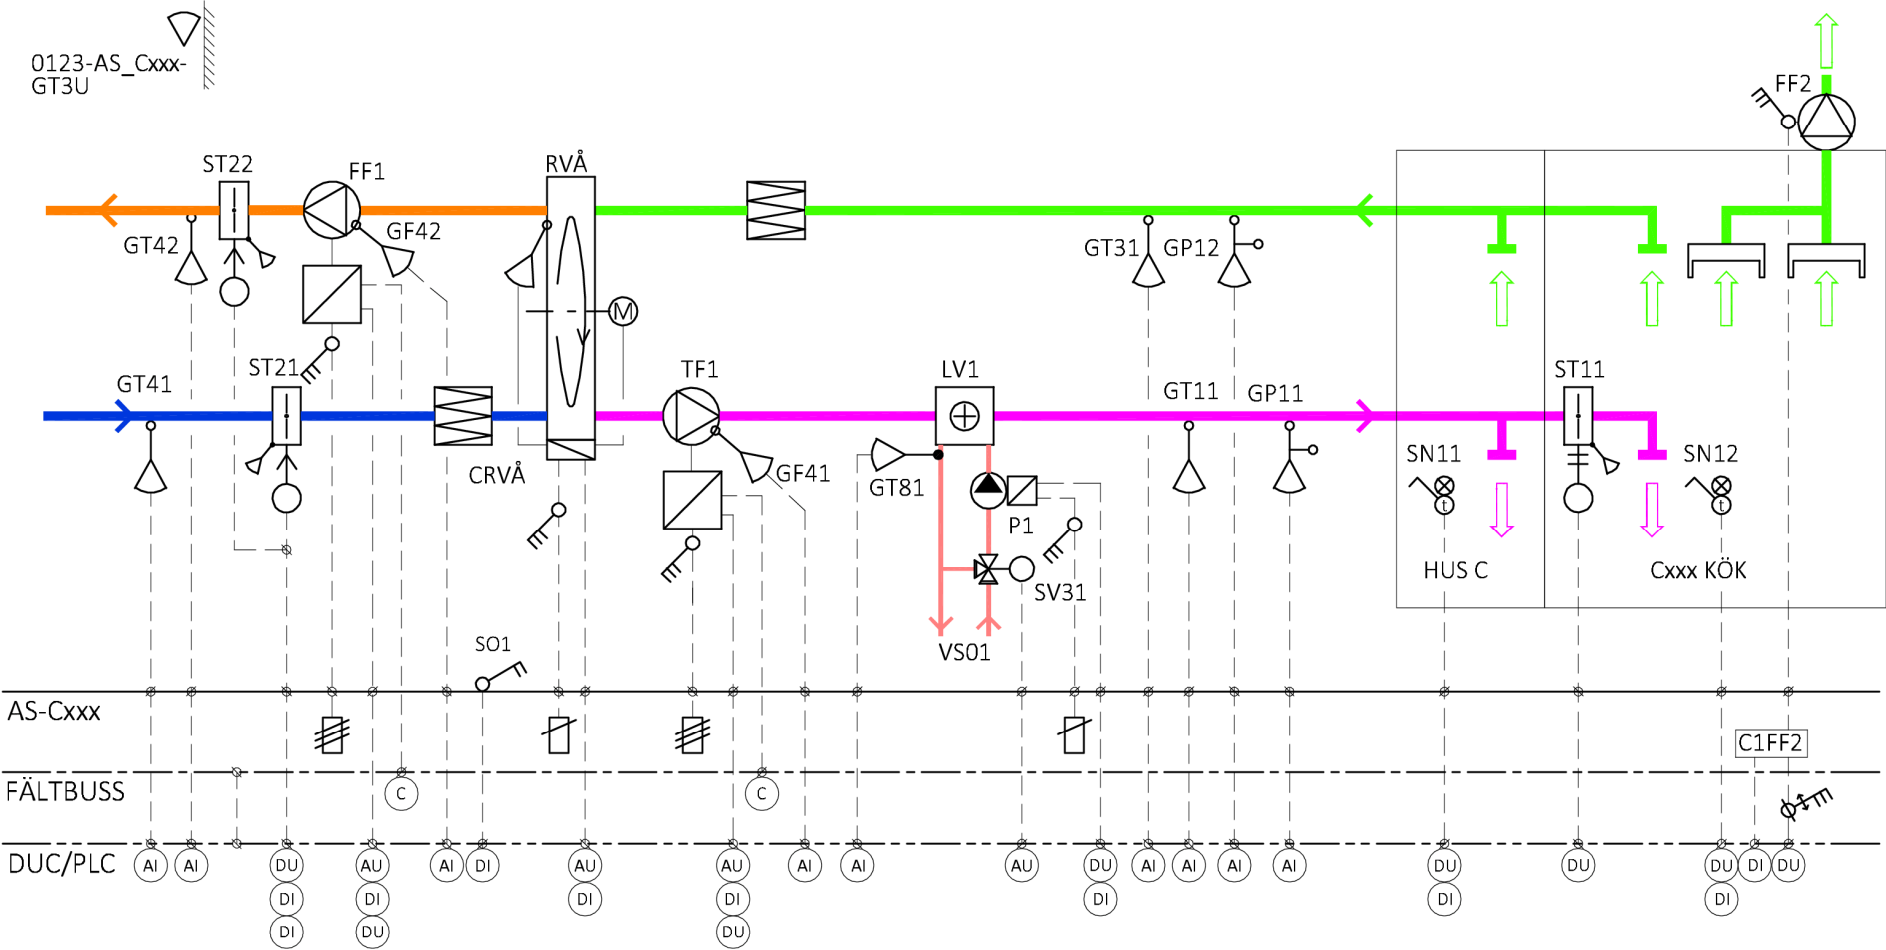 0123-AS_Cxxx-
GT3U
FF2
ST22
FF1
RVÅ
GT42
GF42
GT31
GP12
M
GT41
ST21
TF1
LV1
GT11
GP11
ST11
CRVÅ
GF41
GT81
P1
SN11
SN12
t
t
SV31
HUS C
Cxxx KÖK
SO1
VS01
AS-Cxxx
C1FF2
FÄLTBUSS
C
C
DUC/PLC
AI
AI
DU
AU
AI
DI
AU
AU
AI
AI
AU
DU
AI
AI
AI
AI
DU
DU
DU
DI
DU
DI
DI
DI
DI
DI
DI
DI
DI
DU
DU